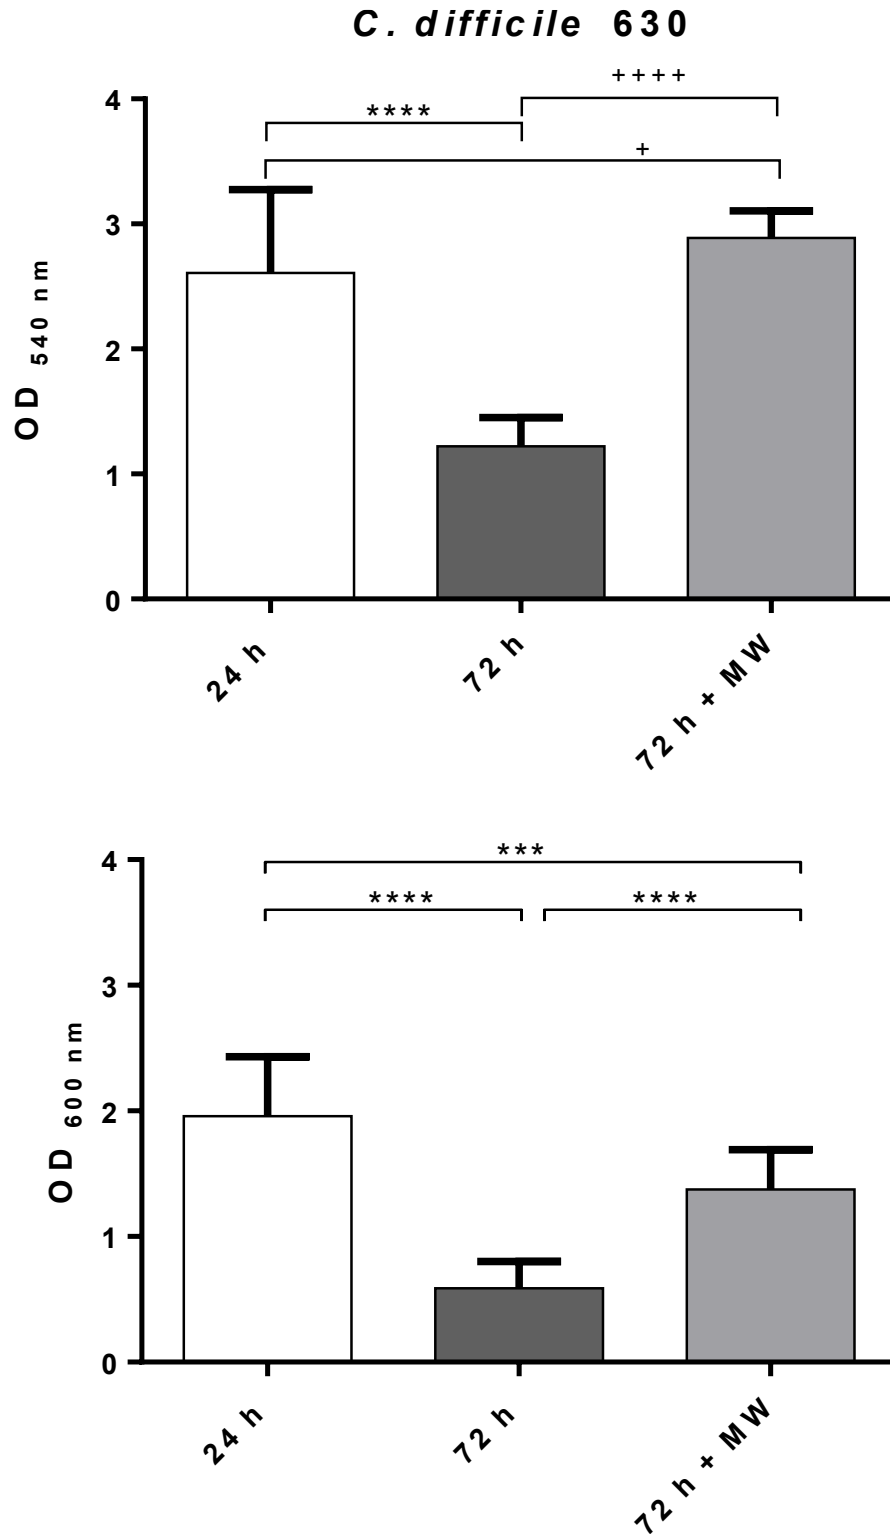 C. difficile 630
++++
****
+
4
3
2
1
0
OD 540 nm
24 h
72 h
72 h + MW
***
****
****
4
3
2
1
0
OD 600 nm
24 h
72 h
72 h + MW